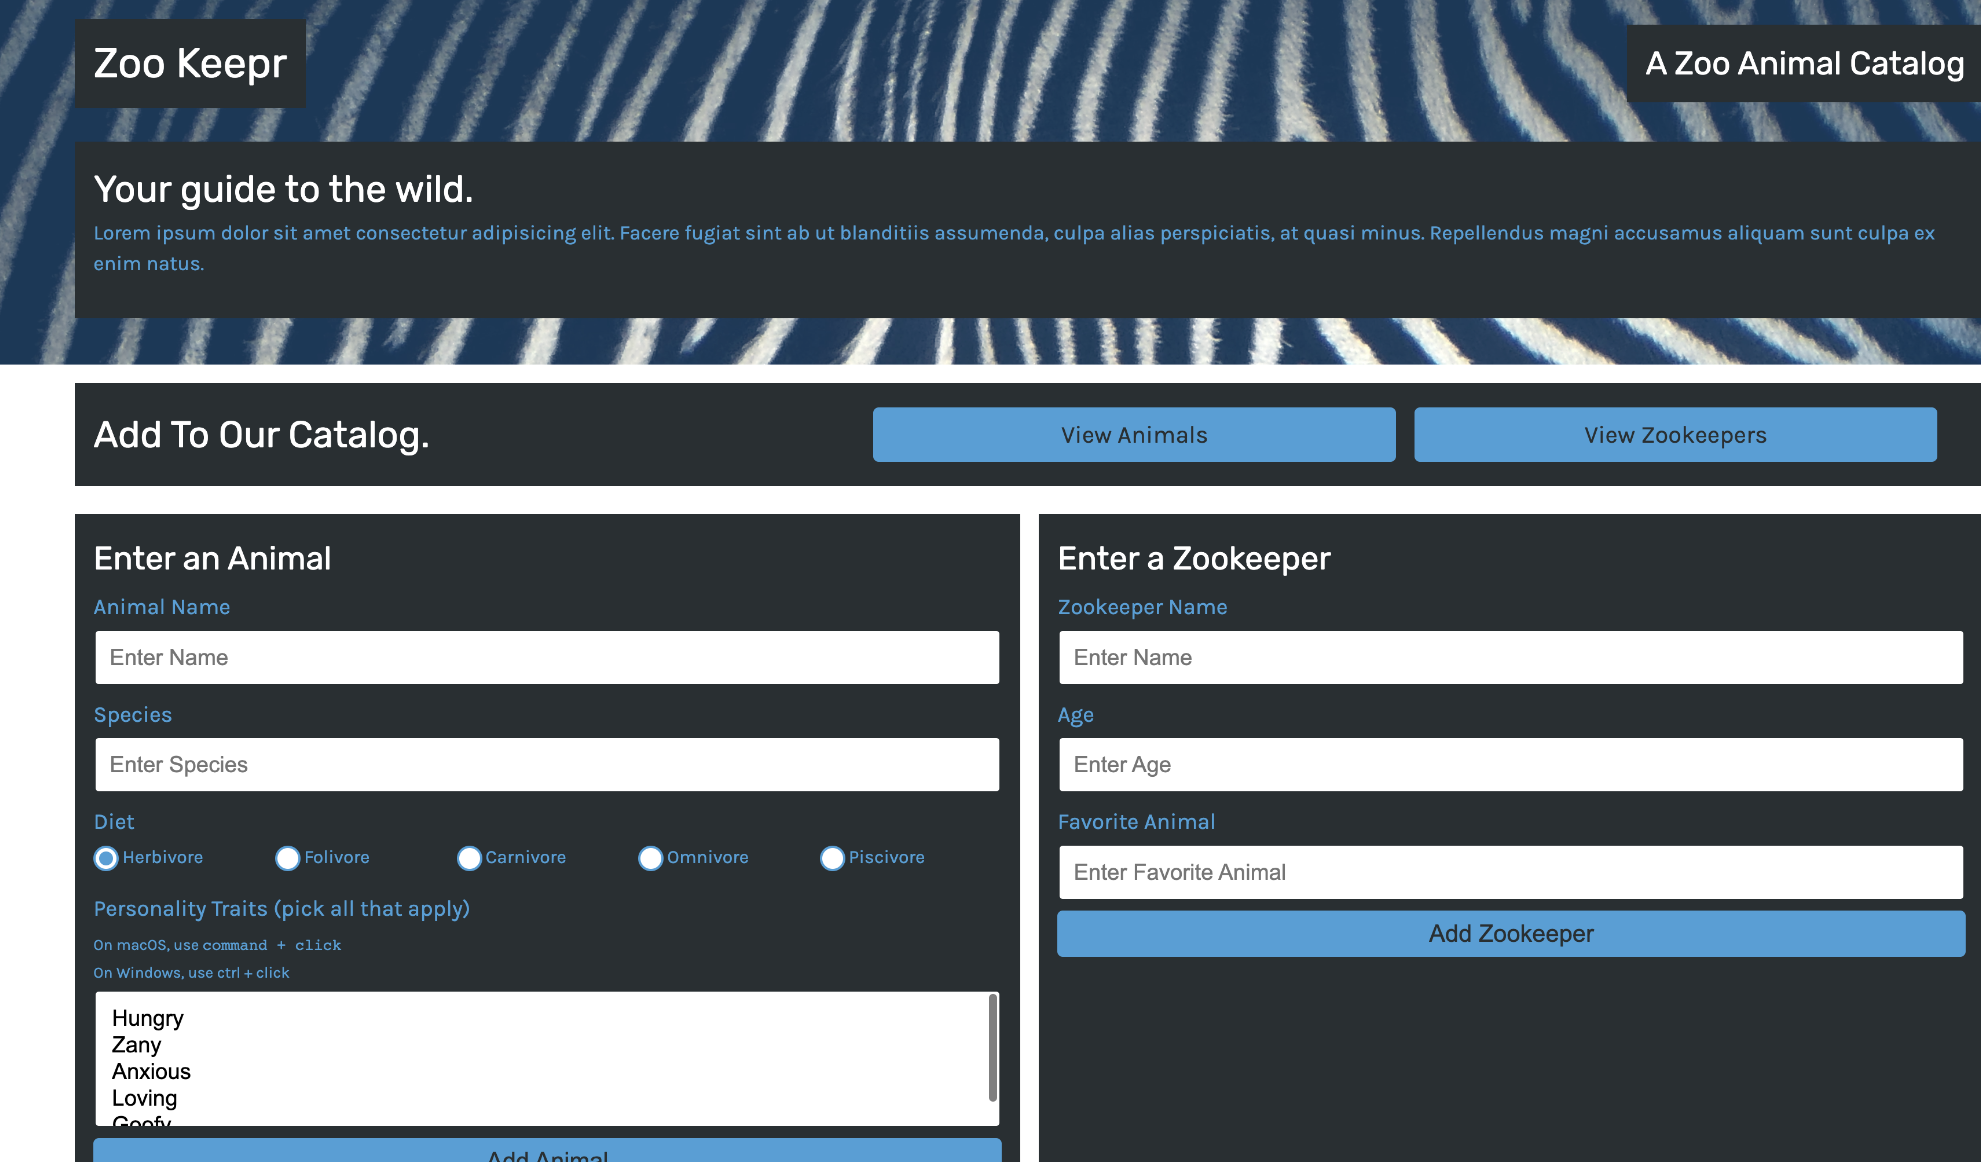 Zoo Keepr
A Zoo Animal Catalog
Your guide to the wild.
Lorem ipsum dolor sit amet consectetur adipisicing elit. Facere fugiat sint ab ut blanditiis assumenda, culpa alias perspiciatis, at quasi minus. Repellendus magni accusamus aliquam sunt culpa ex
enim natus.
Add To Our Catalog.
View Animals
View Zookeepers
Enter an Animal
Animal Name
Enter Name
Species
Enter Species
Diet
Herbivore
Folivore
Carnivore
Omnivore
Piscivore
Personality Traits (pick all that apply)
On macOS, use command + click
On Windows, use ctrl + click
Hungry
Zany
Anxious
Loving
Goofy
Add Animal
Enter a Zookeeper
Zookeeper Name
Enter Name
Age
Enter Age
Favorite Animal
Enter Favorite Animal
Add Zookeeper